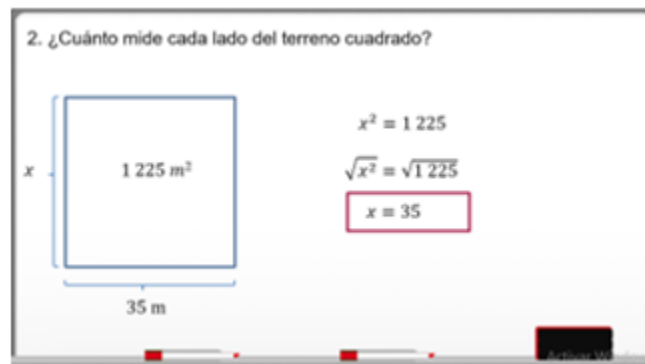 2. ¿Cuánto mide cada lado del terreno cuadrado?
x² = 1 225
x
1 225 m²
√x² = √1 225
x = 35
35 m
Activar